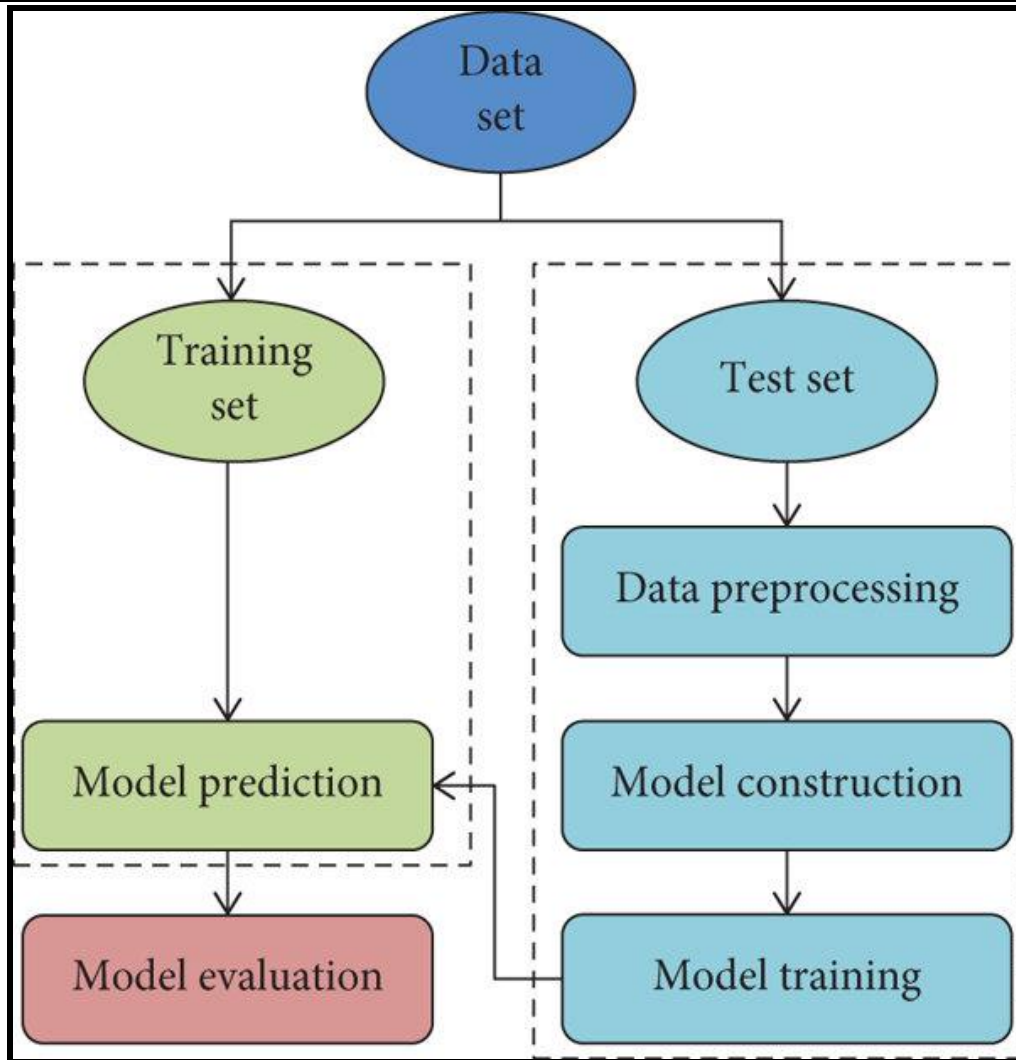 Data
set
Training
set
Test set
Data preprocessing
Model prediction
Model construction
Model evaluation
Model training